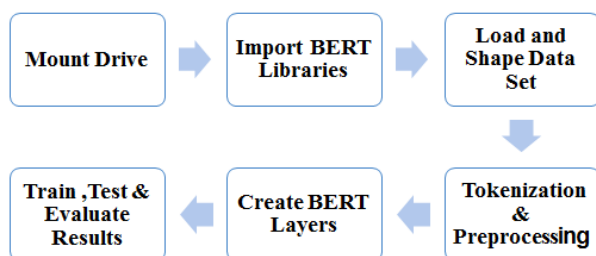 Mount Drive
Import BERT
Libraries
Load and
Shape Data
Set
Tokenization
&
Preprocessing
Create BERT
Layers
Train ,Test &
Evaluate
Results